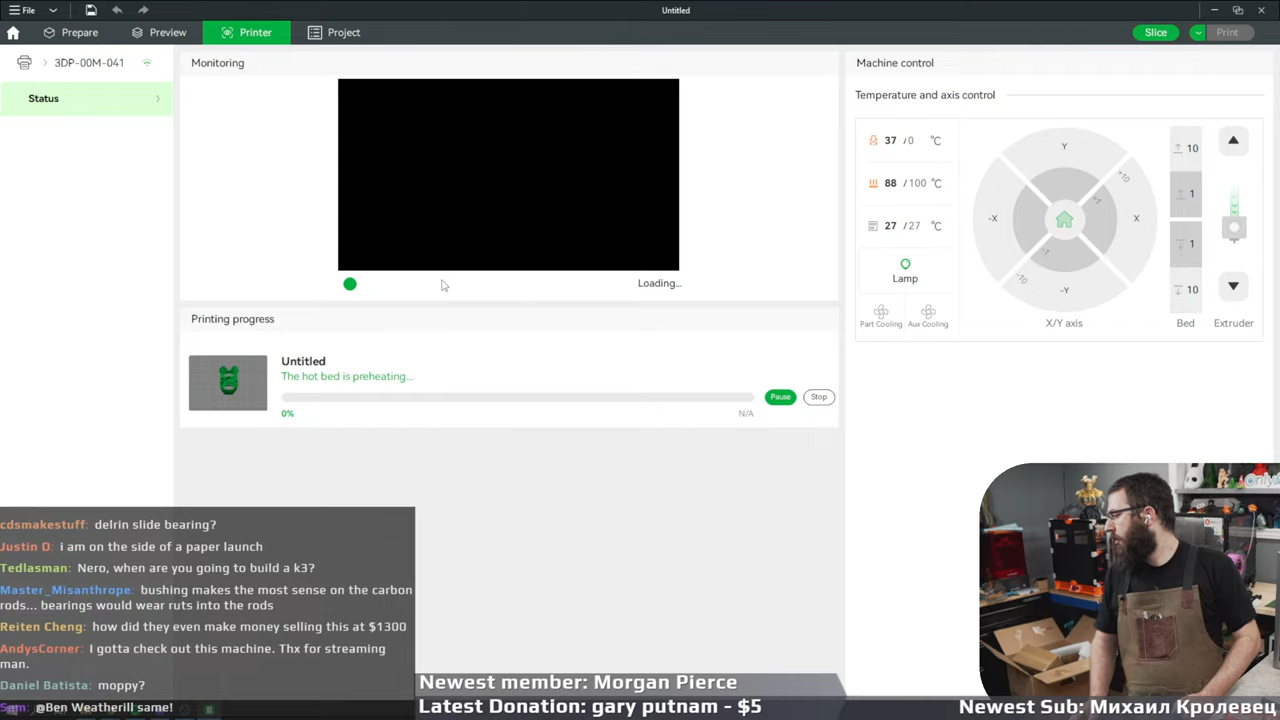 File
Untitled
Prepare
Preview
Printer
Project
Slice
Print
3DP-00M-041
Status
Monitoring
Loading...
Printing progress
Untitled
The hot bed is preheating...
0%
N/A
Pause
Stop
Machine control
Temperature and axis control
37 /0 °C
88 /100 °C
27 /27 °C
Lamp
Part Cooling
Aux Cooling
Y
+10
+1
-X
X
-1
-10
-Y
X/Y axis
10
1
1
10
Bed
Extruder
cdsmakestuff: delrin slide bearing?
Justin D: i am on the side of a paper launch
Tedlasman: Nero, when are you going to build a k3?
Master_Misanthrope: bushing makes the most sense on the carbon
rods... bearings would wear ruts into the rods
Reiten Cheng: how did they even make money selling this at $1300
AndysCorner: I gotta check out this machine. Thx for streaming
man.
Daniel Batista: moppy?
Sam: @Ben Weatherill same!
Newest member: Morgan Pierce
Latest Donation: gary putnam - $5
Newest Sub: Михаил Кролевец